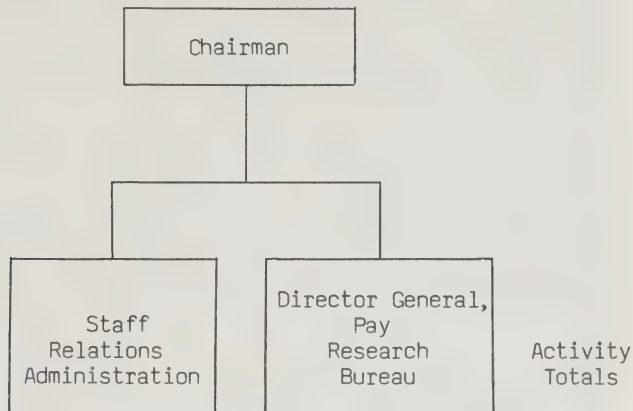 Chairman
Staff
Relations
Administration
Director General,
Pay
Research
Bureau
Activity
Totals